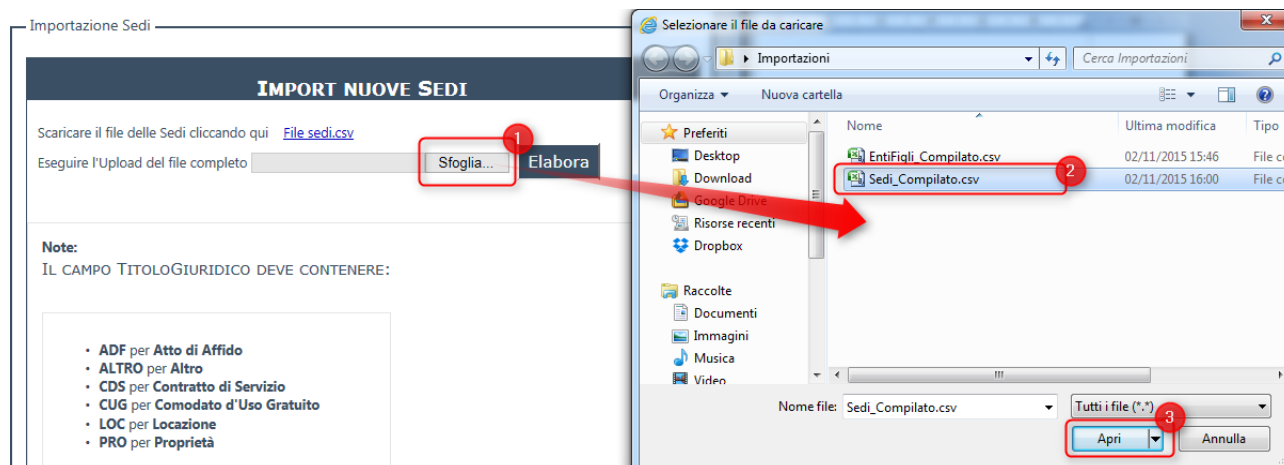 Importazione Sedi
IMPORT NUOVE SEDI
Scaricare il file delle Sedi cliccando qui File sedi.csv
Eseguire l'Upload del file completo Sfoglia... Elabora
1
Note:
IL CAMPO TITOLOGIURIDICO DEVE CONTENERE:
• ADF per Atto di Affido
• ALTRO per Altro
• CDS per Contratto di Servizio
• CUG per Comodato d'Uso Gratuito
• LOC per Locazione
• PRO per Proprietà
Selezionare il file da caricare
Importazioni
Cerca Importazioni
Organizza Nuova cartella
Preferiti
Desktop
Download
Google Drive
Risorse recenti
Dropbox
Raccolte
Documenti
Immagini
Musica
Video
Nome Ultima modifica Tipo
EntiFigli_Compilato.csv 02/11/2015 15:46 File c
Sedi_Compilato.csv 02/11/2015 16:00 File c
2
Nome file: Sedi_Compilato.csv Tutti i file (*.*)
3
Apri Annulla